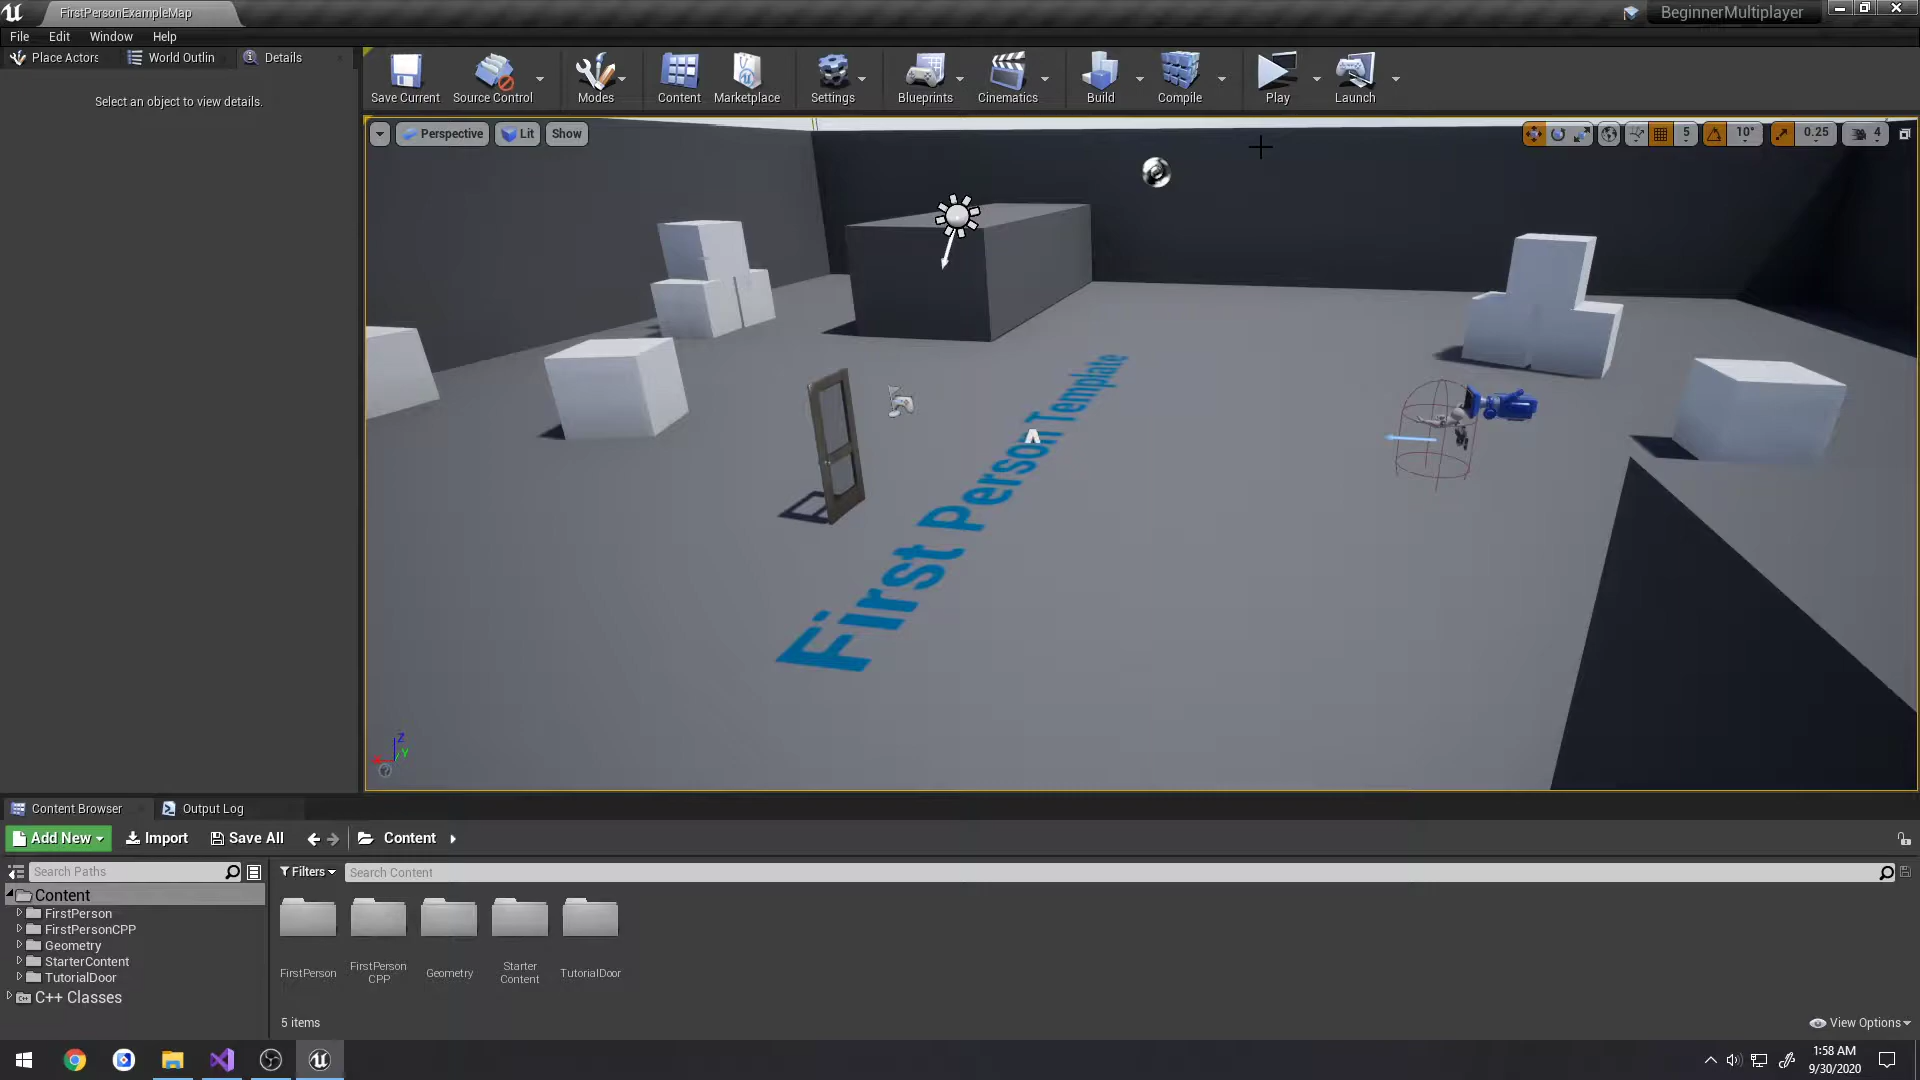 FirstPersonExampleMap
BeginnerMultiplayer
File Edit Window Help
Place Actors World Outlin Details
Select an object to view details.
Save Current Source Control Modes Content Marketplace Settings Blueprints Cinematics Build Compile Play Launch
Perspective Lit Show
5 10° 0.25 4
First Person Template
Z
Y
Content Browser Output Log
Add New Import Save All Content
Search Paths
Filters Search Content
Content
FirstPerson
FirstPersonCPP
Geometry
StarterContent
TutorialDoor
C++ Classes
FirstPerson
FirstPerson
CPP
Geometry
Starter
Content
TutorialDoor
5 items
View Options
1:58 AM
9/30/2020